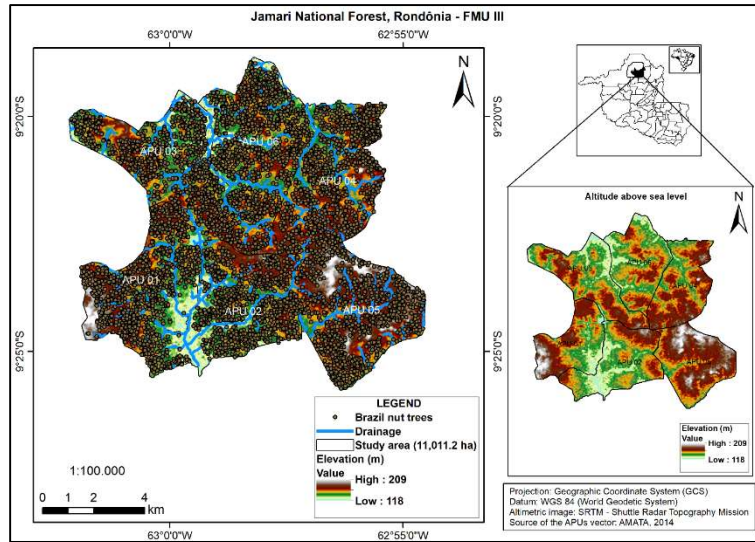 Jamari National Forest, Rondônia - FMU III
63°0'0"W
62°55'0"W
9°20'0"S
9°20'0"S
9°25'0"S
9°25'0"S
N
APU 03
APU 06
APU 04
APU 01
APU 02
APU 05
LEGEND
Brazil nut trees
Drainage
Study area (11,011.2 ha)
Elevation (m)
Value
High : 209
Low : 118
1:100.000
0 1 2 4
km
63°0'0"W
62°55'0"W
N
Altitude above sea level
N
Elevation (m)
Value
High : 209
Low : 118
Projection: Geographic Coordinate System (GCS)
Datum: WGS 84 (World Geodetic System)
Altimetric image: SRTM - Shuttle Radar Topography Mission
Source of the APUs vector: AMATA, 2014